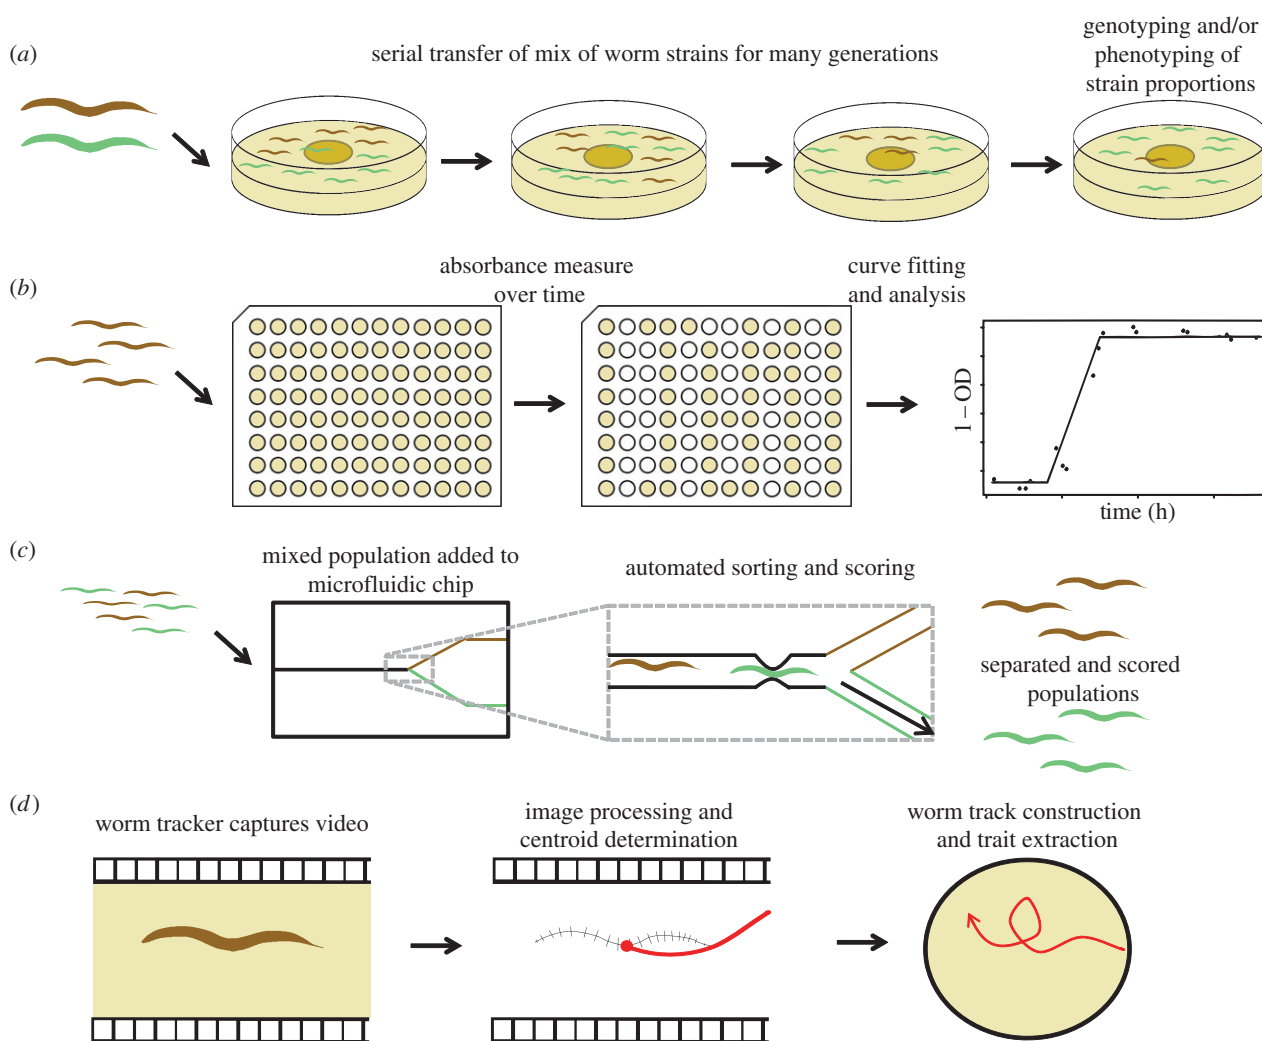 (a)
serial transfer of mix of worm strains for many generations
genotyping and/or
phenotyping of
strain proportions
(b)
absorbance measure
over time
curve fitting
and analysis
1 – OD
time (h)
(c)
mixed population added to
microfluidic chip
automated sorting and scoring
separated and scored
populations
(d)
worm tracker captures video
image processing and
centroid determination
worm track construction
and trait extraction